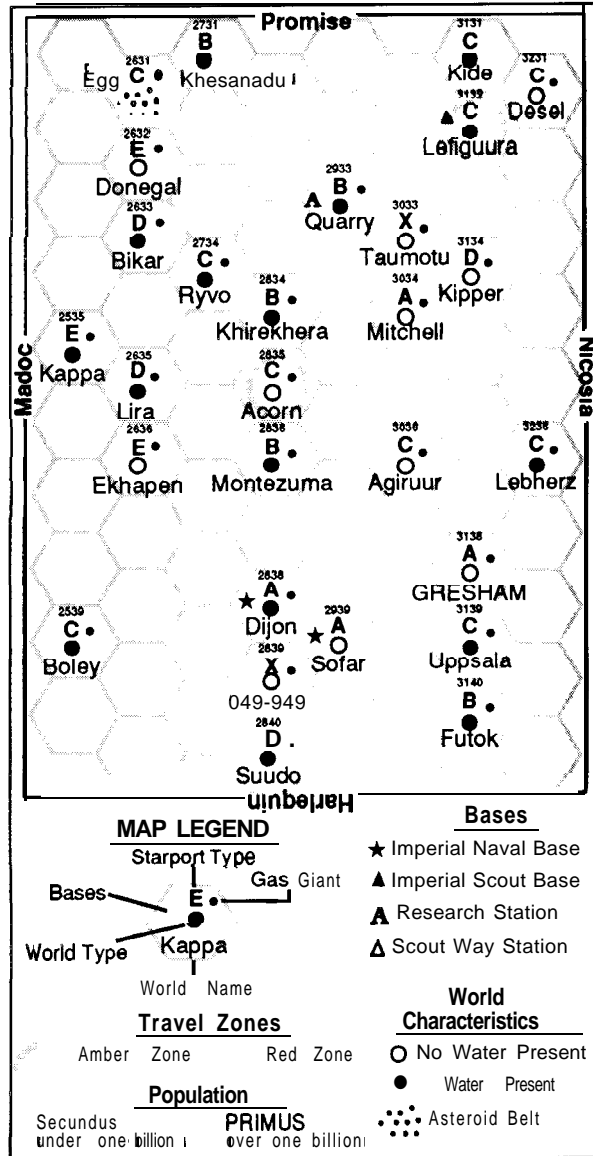 Promise
Madoc
Nicosia
2731
B
Khesanadu
2631
C
Egg
3131
C
Kide
3231
C
Desel
C
Lefiguura
2632
E
Donegal
2933
B
A
Quarry
2633
D
Bikar
3033
X
Taumotu
2734
C
Ryvo
3134
D
Kipper
2834
B
Khirekhera
3034
A
Mitchell
2535
E
Kappa
2635
D
Lira
2835
C
Acorn
2636
E
Ekhapen
2836
B
Montezuma
3036
C
Agiruur
3236
C
Lebherz
3138
A
GRESHAM
2838
A
Dijon
2939
A
Sofar
2539
C
Boley
3139
C
Uppsala
2839
X
049-949
3140
B
Futok
2840
D
Suudo
Harlequin
MAP LEGEND
Starport Type
Gas Giant
Bases
E
World Type
Kappa
World Name
Travel Zones
Amber Zone Red Zone
Population
Secundus PRIMUS
under one billion over one billion
Bases
Imperial Naval Base
Imperial Scout Base
A Research Station
Scout Way Station
World
Characteristics
No Water Present
Water Present
Asteroid Belt